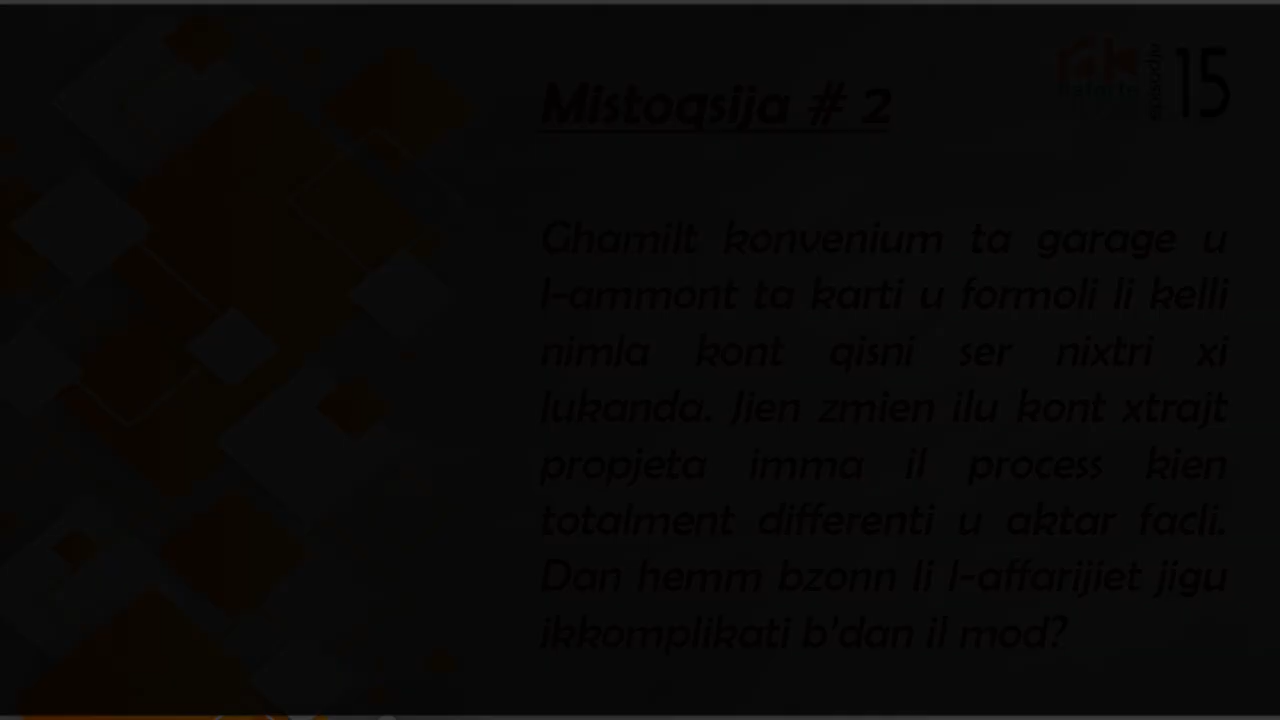 Mistoqsija # 2
episodju 15
Ghamilt konvenium ta garage u
l-ammont ta karti u formoli li kelli
nimla kont qisni ser nixtri xi
lukanda. Jien zmien ilu kont xtrajt
propjeta imma il process kien
totalment differenti u aktar facli.
Dan hemm bzonn li l-affarijiet jigu
ikkomplikati b'dan il mod?